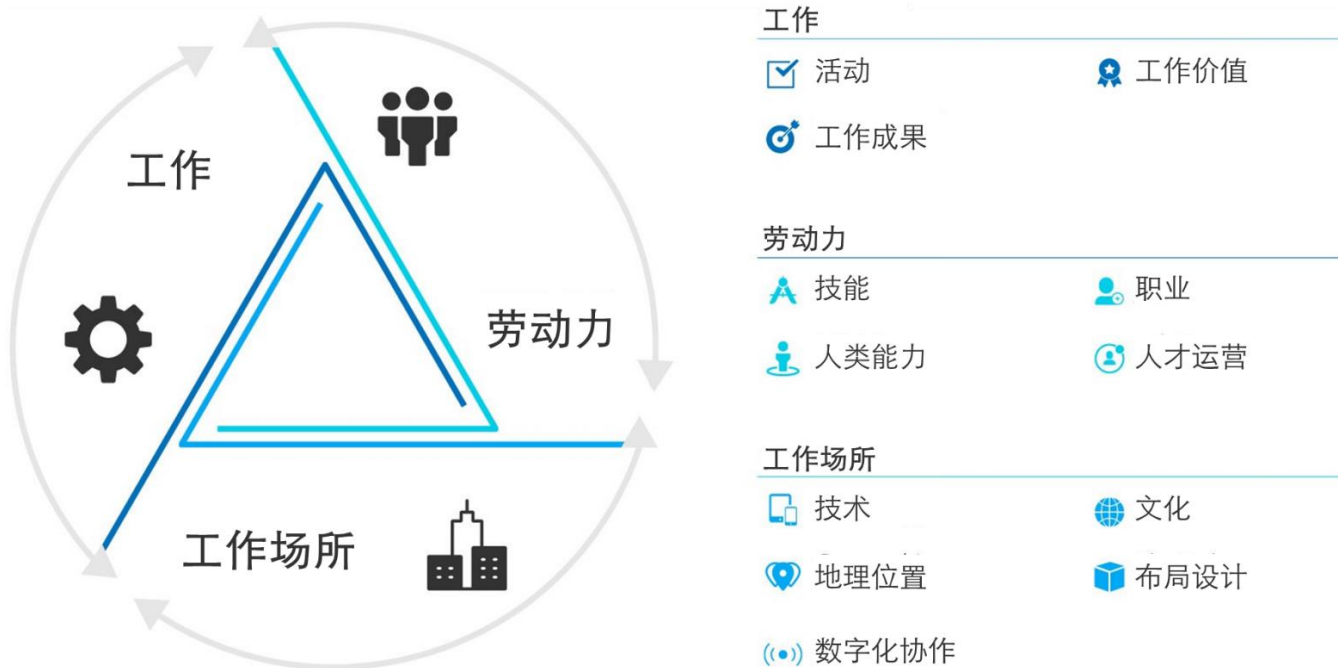 工作
劳动力
工作场所
工作
活动
工作价值
工作成果
劳动力
技能
职业
人类能力
人才运营
工作场所
技术
文化
地理位置
布局设计
数字化协作